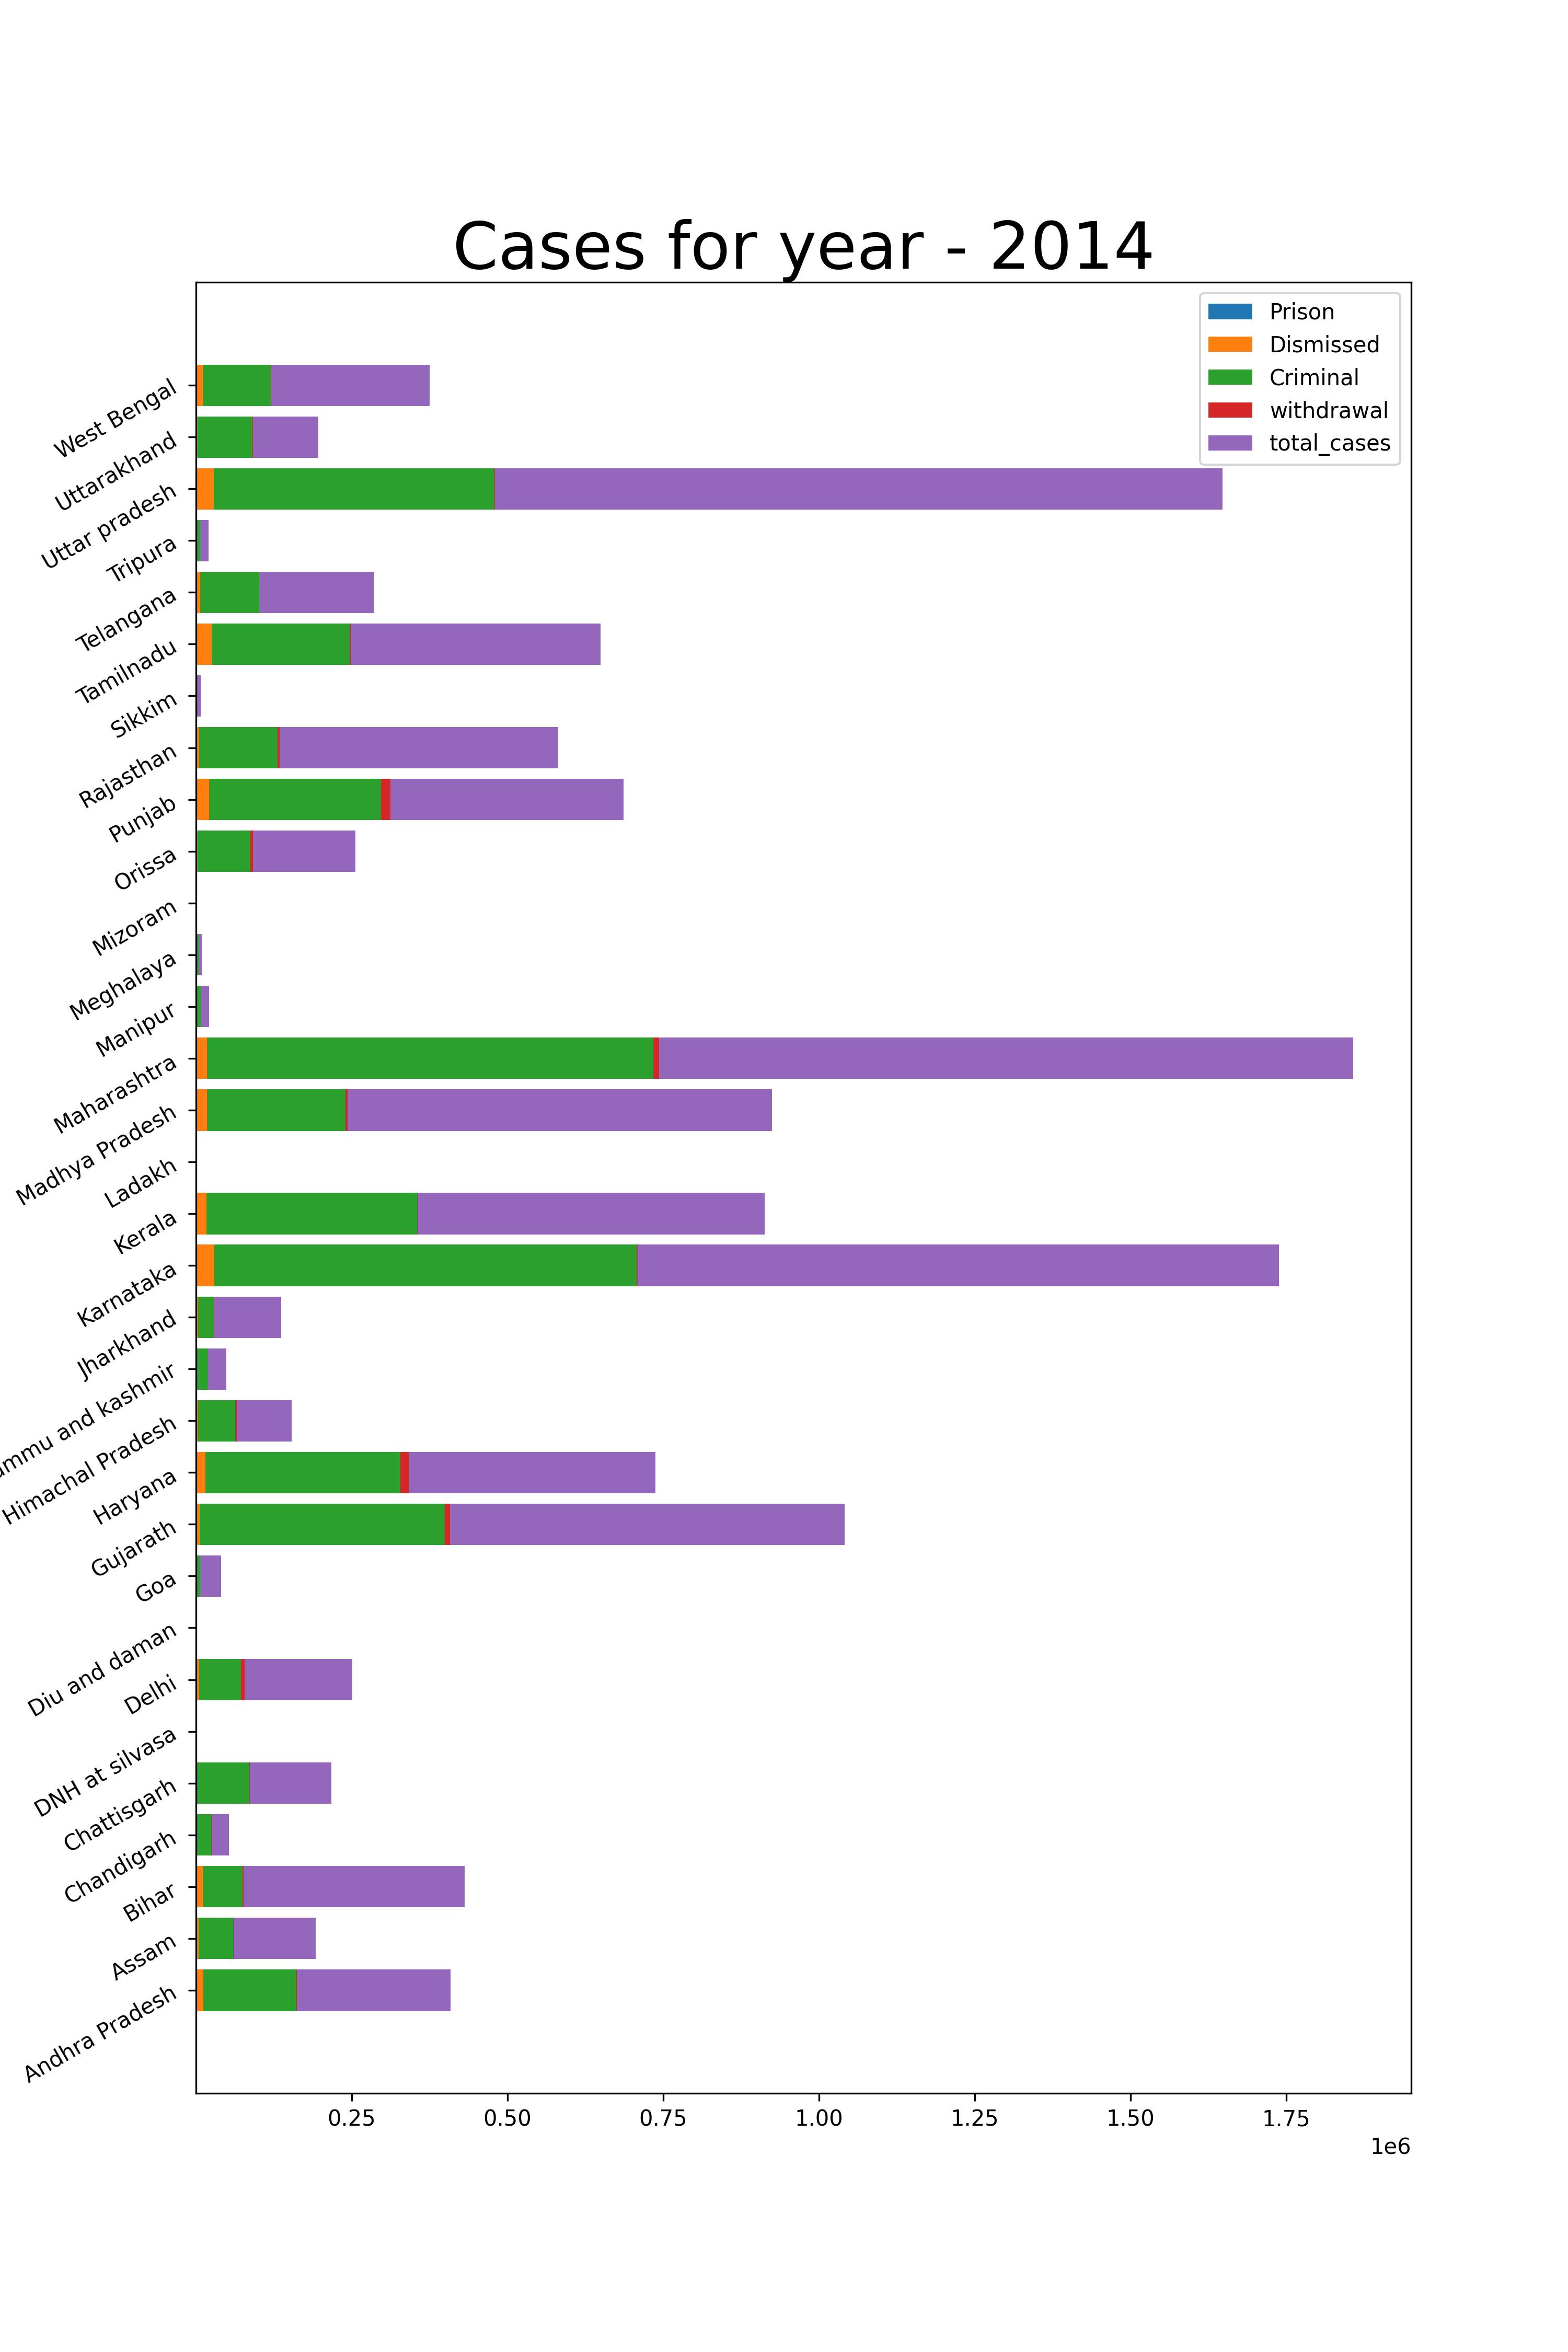 Cases for year - 2014
Prison
Dismissed
Criminal
withdrawal
total_cases
West Bengal
Uttarakhand
Uttar pradesh
Tripura
Telangana
Tamilnadu
Sikkim
Rajasthan
Punjab
Orissa
Mizoram
Meghalaya
Manipur
Maharashtra
Madhya Pradesh
Ladakh
Kerala
Karnataka
Jharkhand
and kashmir
Himachal Pradesh
Haryana
Gujarath
Goa
Diu and daman
Delhi
DNH at silvasa
Chattisgarh
Chandigarh
Bihar
Assam
Andhra Pradesh
0.25 0.50 0.75 1.00 1.25 1.50 1.75
1e6